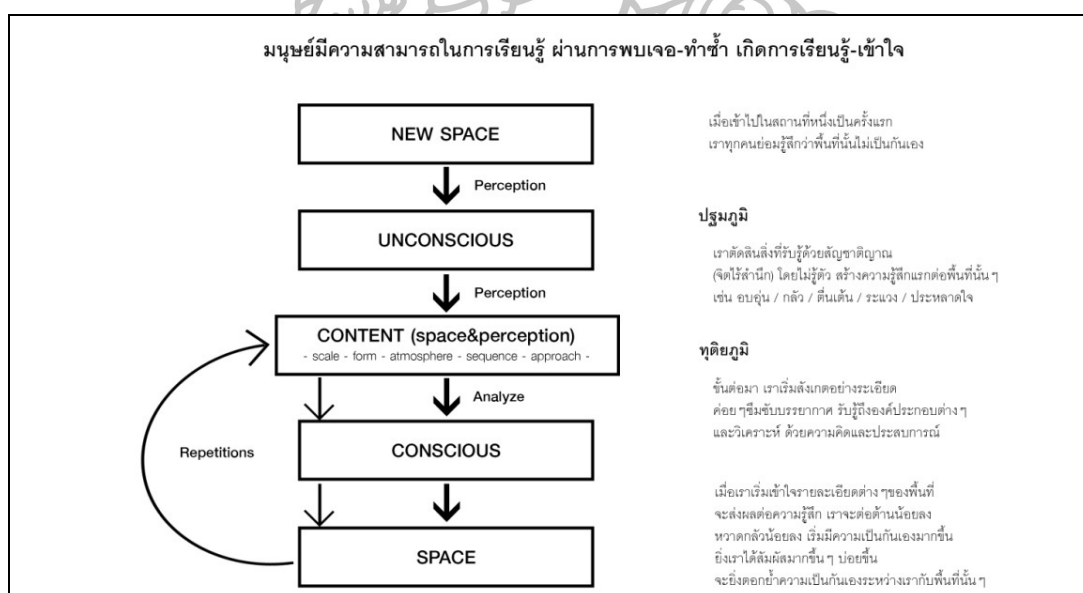 มนุษย์มีความสามารถในการเรียนรู้ ผ่านการพบเจอ-ทำซ้ำ เกิดการเรียนรู้-เข้าใจ
NEW SPACE
เมื่อเข้าไปในสถานที่หนึ่งเป็นครั้งแรก
เราทุกคนย่อมรู้สึกว่าพื้นที่นั้นไม่เป็นกันเอง
Perception
UNCONSCIOUS
ปฐมภูมิ
เราตัดสินสิ่งที่รับรู้ด้วยสัญชาติญาณ
(จิตไร้สำนึก) โดยไม่รู้ตัว สร้างความรู้สึกแรกต่อพื้นที่นั้น ๆ
เช่น อบอุ่น / กลัว / ตื่นเต้น / ระแวง / ประหลาดใจ
Perception
CONTENT (space&perception)
- scale - form - atmosphere - sequence - approach -
ทุติยภูมิ
ขั้นต่อมา เราเริ่มสังเกตอย่างระเอียด
ค่อย ๆซึมซับบรรยากาศ รับรู้ถึงองค์ประกอบต่าง ๆ
และวิเคราะห์ ด้วยความคิดและประสบการณ์
Analyze
CONSCIOUS
Repetitions
เมื่อเราเริ่มเข้าใจรายละเอียดต่าง ๆของพื้นที่
จะส่งผลต่อความรู้สึก เราจะต่อต้านน้อยลง
หวาดกลัวน้อยลง เริ่มมีความเป็นกันเองมากขึ้น
ยิ่งเราได้สัมผัสมากขึ้น ๆ บ่อยขึ้น
จะยิ่งตอกย้ำความเป็นกันเองระหว่างเรากับพื้นที่นั้น ๆ
SPACE